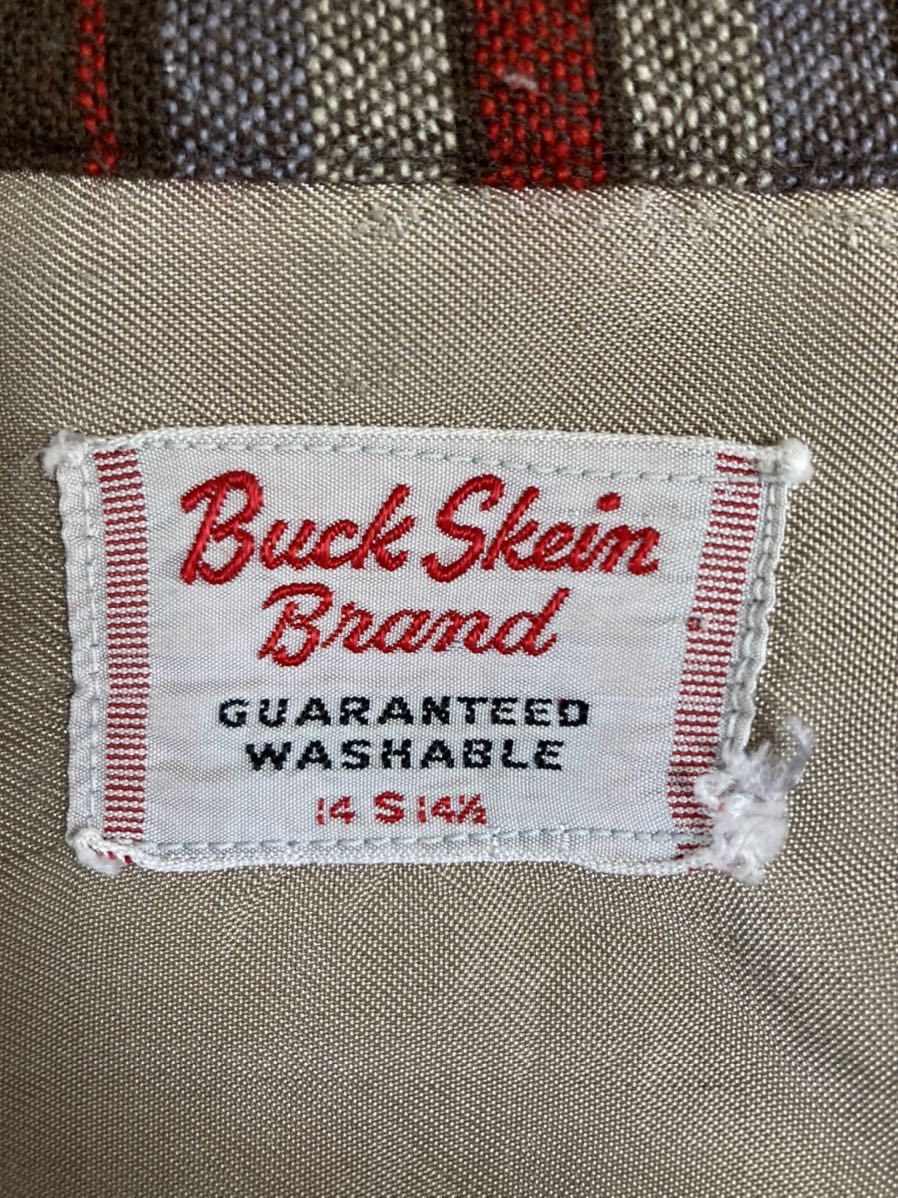 Buck Skein
Brand
GUARANTEED
WASHABLE
14 S 14½